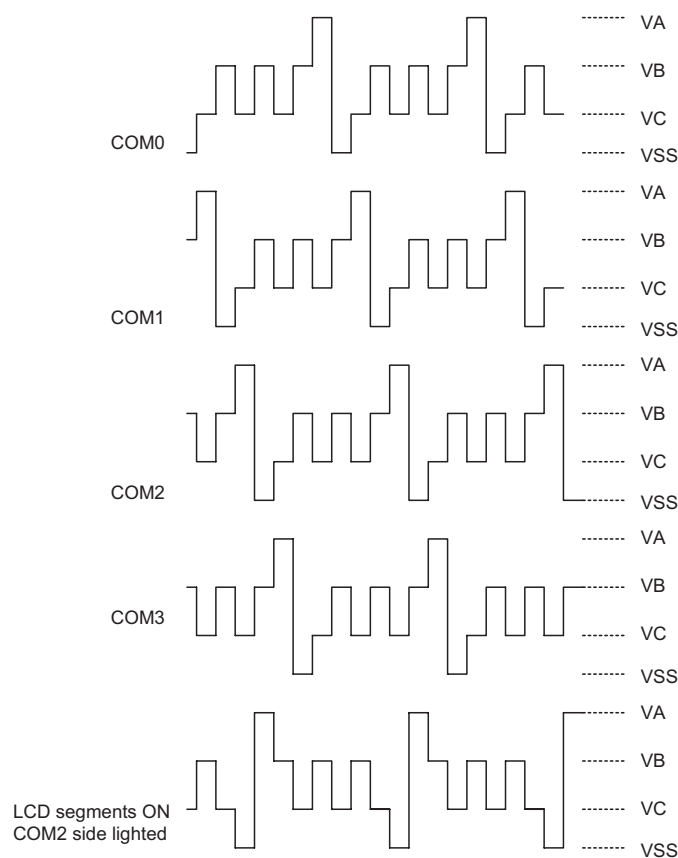 VA
VB
VC
COM0
VSS
VA
VB
VC
COM1
VSS
VA
VB
VC
COM2
VSS
VA
VB
COM3
VC
VSS
VA
VB
VC
LCD segments ON
COM2 side lighted
VSS